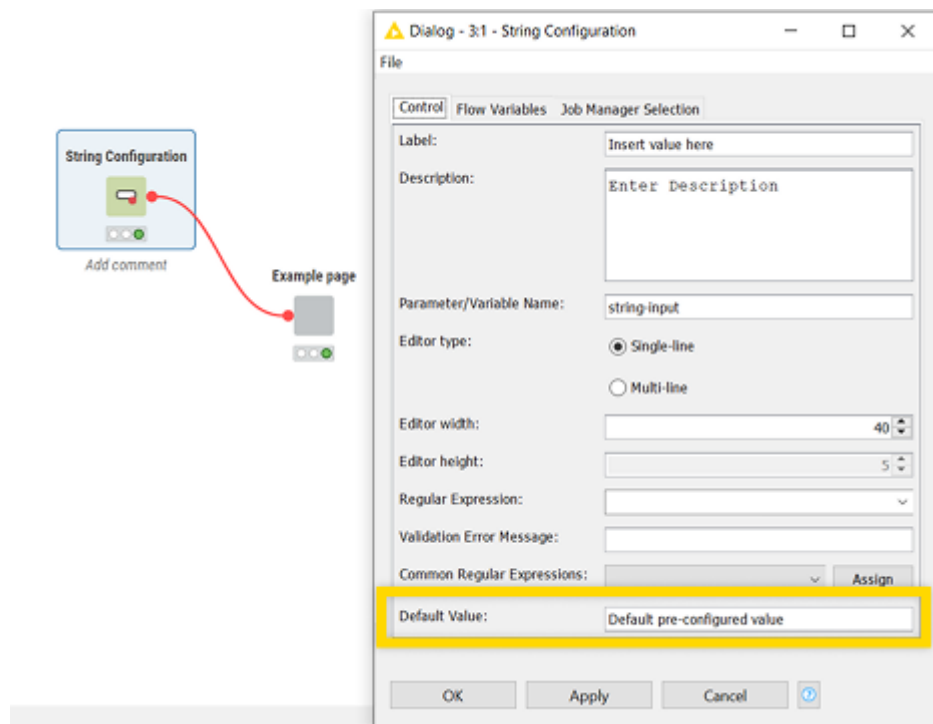 Dialog - 3:1 - String Configuration
File
Control Flow Variables Job Manager Selection
Label: Insert value here
Description: Enter Description
Parameter/Variable Name: string-input
Editor type: Single-line
Multi-line
Editor width: 40
Editor height: 5
Regular Expression:
Validation Error Message:
Common Regular Expressions: Assign
Default Value: Default pre-configured value
OK Apply Cancel ?
String Configuration
Add comment
Example page